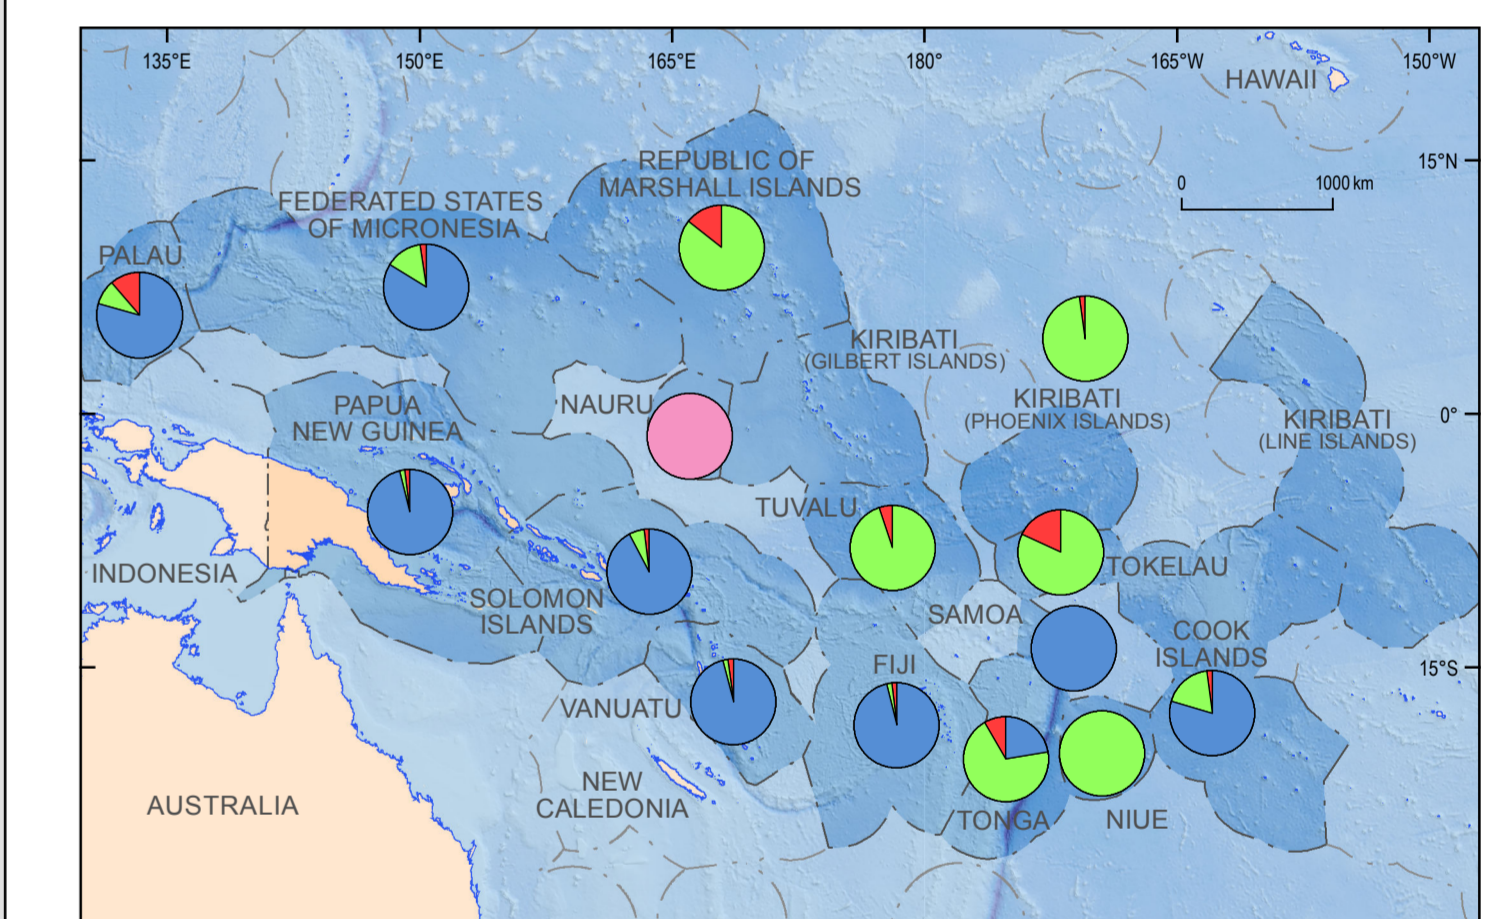 135°E
150°E
165°E
180°
165°W
150°W
HAWAII
15°N
0
1000 km
REPUBLIC OF
MARSHALL ISLANDS
FEDERATED STATES
OF MICRONESIA
PALAU
KIRIBATI
(GILBERT ISLANDS)
KIRIBATI
(PHOENIX ISLANDS)
KIRIBATI
(LINE ISLANDS)
0°
NAURU
PAPUA
NEW GUINEA
TUVALU
TOKELAU
INDONESIA
SOLOMON
ISLANDS
SAMOA
COOK
ISLANDS
FIJI
15°S
VANUATU
NEW
CALEDONIA
AUSTRALIA
TONGA
NIUE